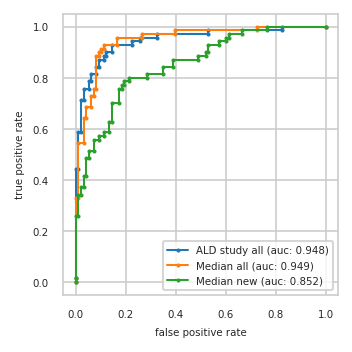 1.0
0.8
0.6
0.4
0.2
0.0
true positive rate
ALD study all (auc: 0.948)
Median all (auc: 0.949)
Median new (auc: 0.852)
0.0 0.2 0.4 0.6 0.8 1.0
false positive rate